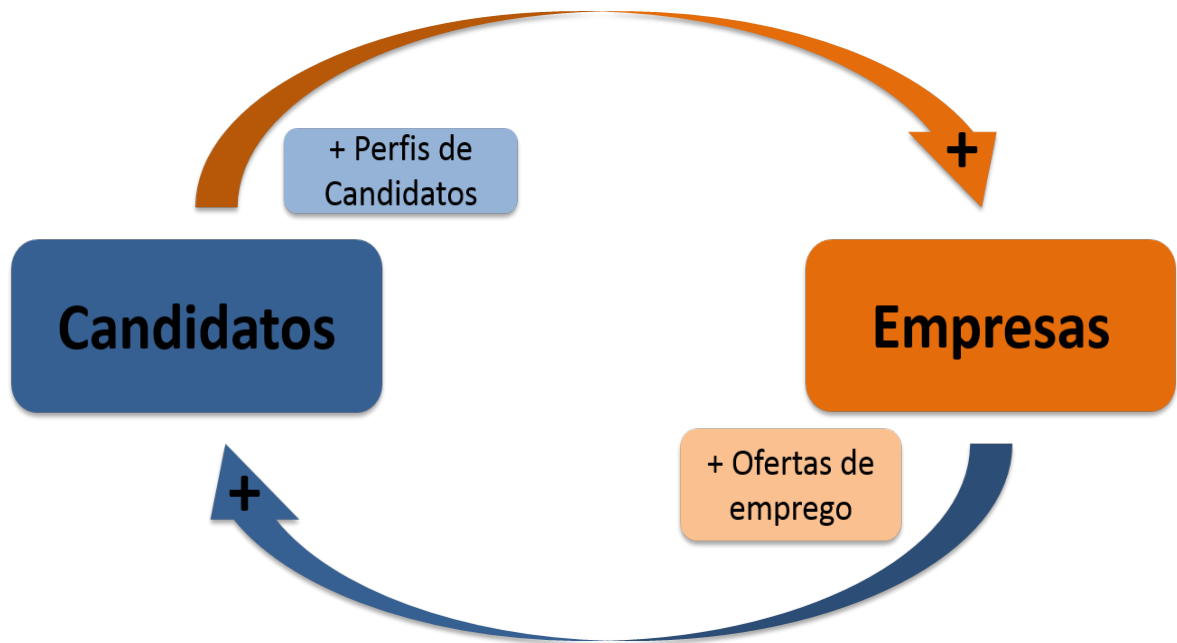 + Perfis de
Candidatos
+
Candidatos
Empresas
+ Ofertas de
emprego
+